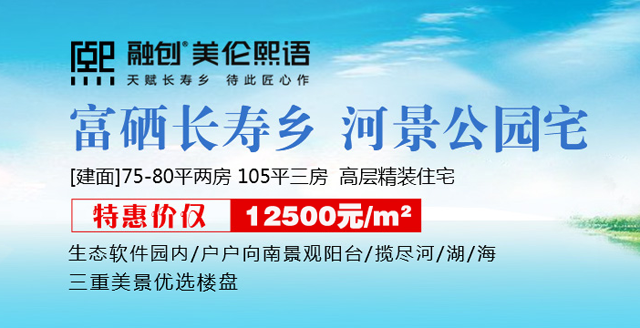 熙 融创®美伦熙语
天赋长寿乡 待此匠心作
富硒长寿乡 河景公园宅
[建面]75-80平两房 105平三房 高层精装住宅
特惠价仅 12500元/m²
生态软件园内/户户向南景观阳台/揽尽河/湖/海
三重美景优选楼盘